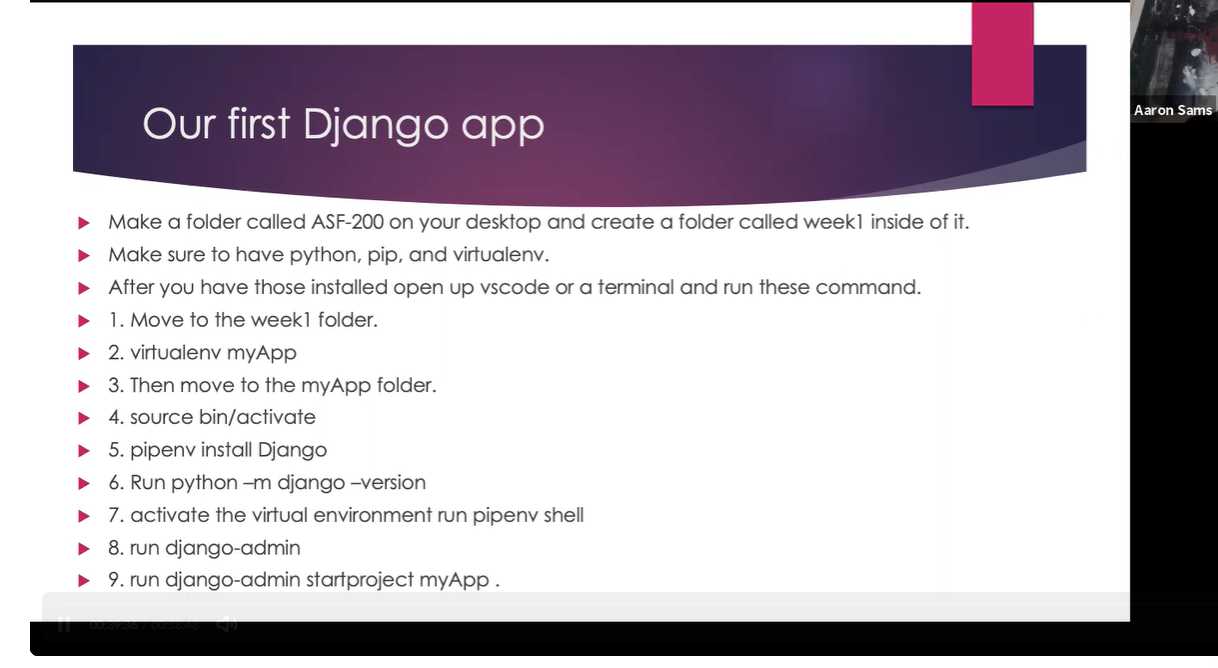 Our first Django app
Aaron Sams
Make a folder called ASF-200 on your desktop and create a folder called week1 inside of it.
Make sure to have python, pip, and virtualenv.
After you have those installed open up vscode or a terminal and run these command.
1. Move to the week1 folder.
2. virtualenv myApp
3. Then move to the myApp folder.
4. source bin/activate
5. pipenv install Django
6. Run python –m django –version
7. activate the virtual environment run pipenv shell
8. run django-admin
9. run django-admin startproject myApp .